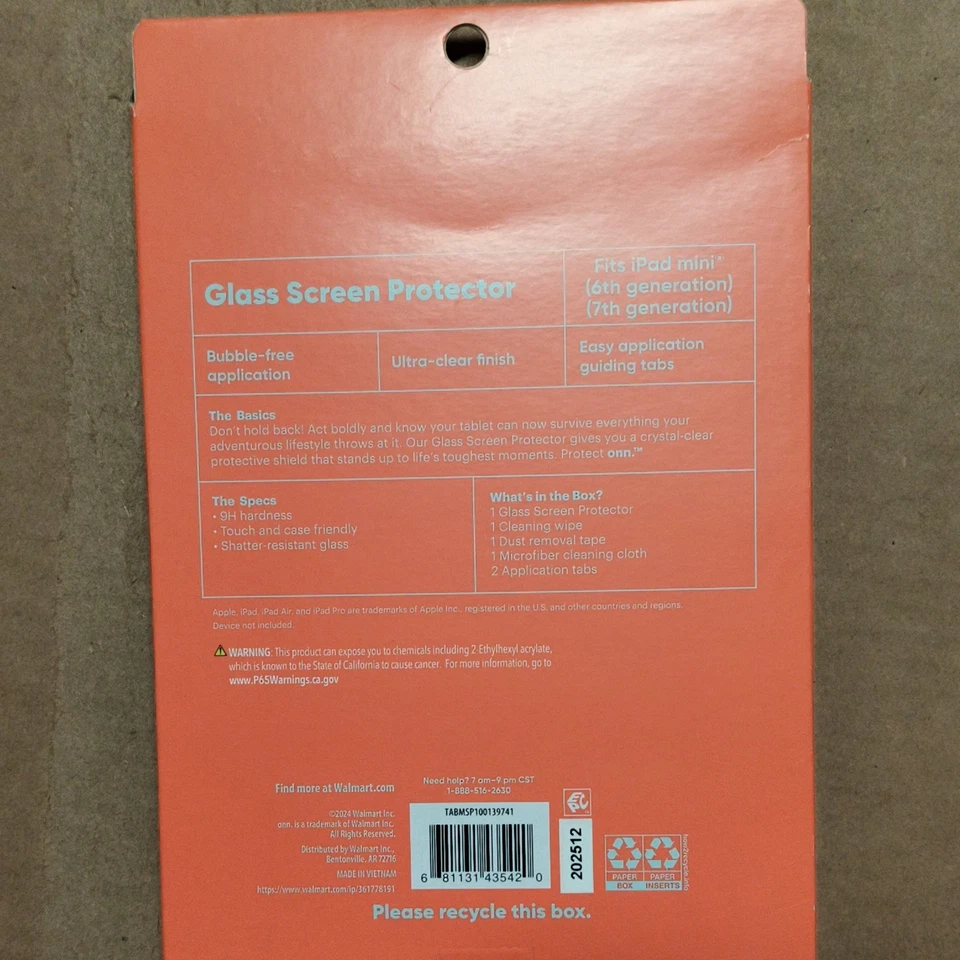 Glass Screen Protector
Fits iPad mini®
(6th generation)
(7th generation)
Bubble-free
application
Ultra-clear finish
Easy application
guiding tabs
The Basics
Don't hold back! Act boldly and know your tablet can now survive everything your
adventurous lifestyle throws at it. Our Glass Screen Protector gives you a crystal-clear
protective shield that stands up to life's toughest moments. Protect onn.™
The Specs
• 9H hardness
• Touch and case friendly
• Shatter-resistant glass
What's in the Box?
1 Glass Screen Protector
1 Cleaning wipe
1 Dust removal tape
1 Microfiber cleaning cloth
2 Application tabs
Apple, iPad, iPad Air, and iPad Pro are trademarks of Apple Inc., registered in the U.S. and other countries and regions.
Device not included.
WARNING: This product can expose you to chemicals including 2-Ethylhexyl acrylate,
which is known to the State of California to cause cancer. For more information, go to
www.P65Warnings.ca.gov
Find more at Walmart.com
©2024 Walmart Inc.
onn. is a trademark of Walmart Inc.
All Rights Reserved.
Distributed by Walmart Inc.,
Bentonville, AR 72716
MADE IN VIETNAM
https://www.walmart.com/ip/361778191
Need help? 7 am–9 pm CST
1-888-516-2630
TABMSP100139741
6 81131 43542 0
202512
PAPER
BOX
PAPER
INSERTS
how2recycle.info
Please recycle this box.